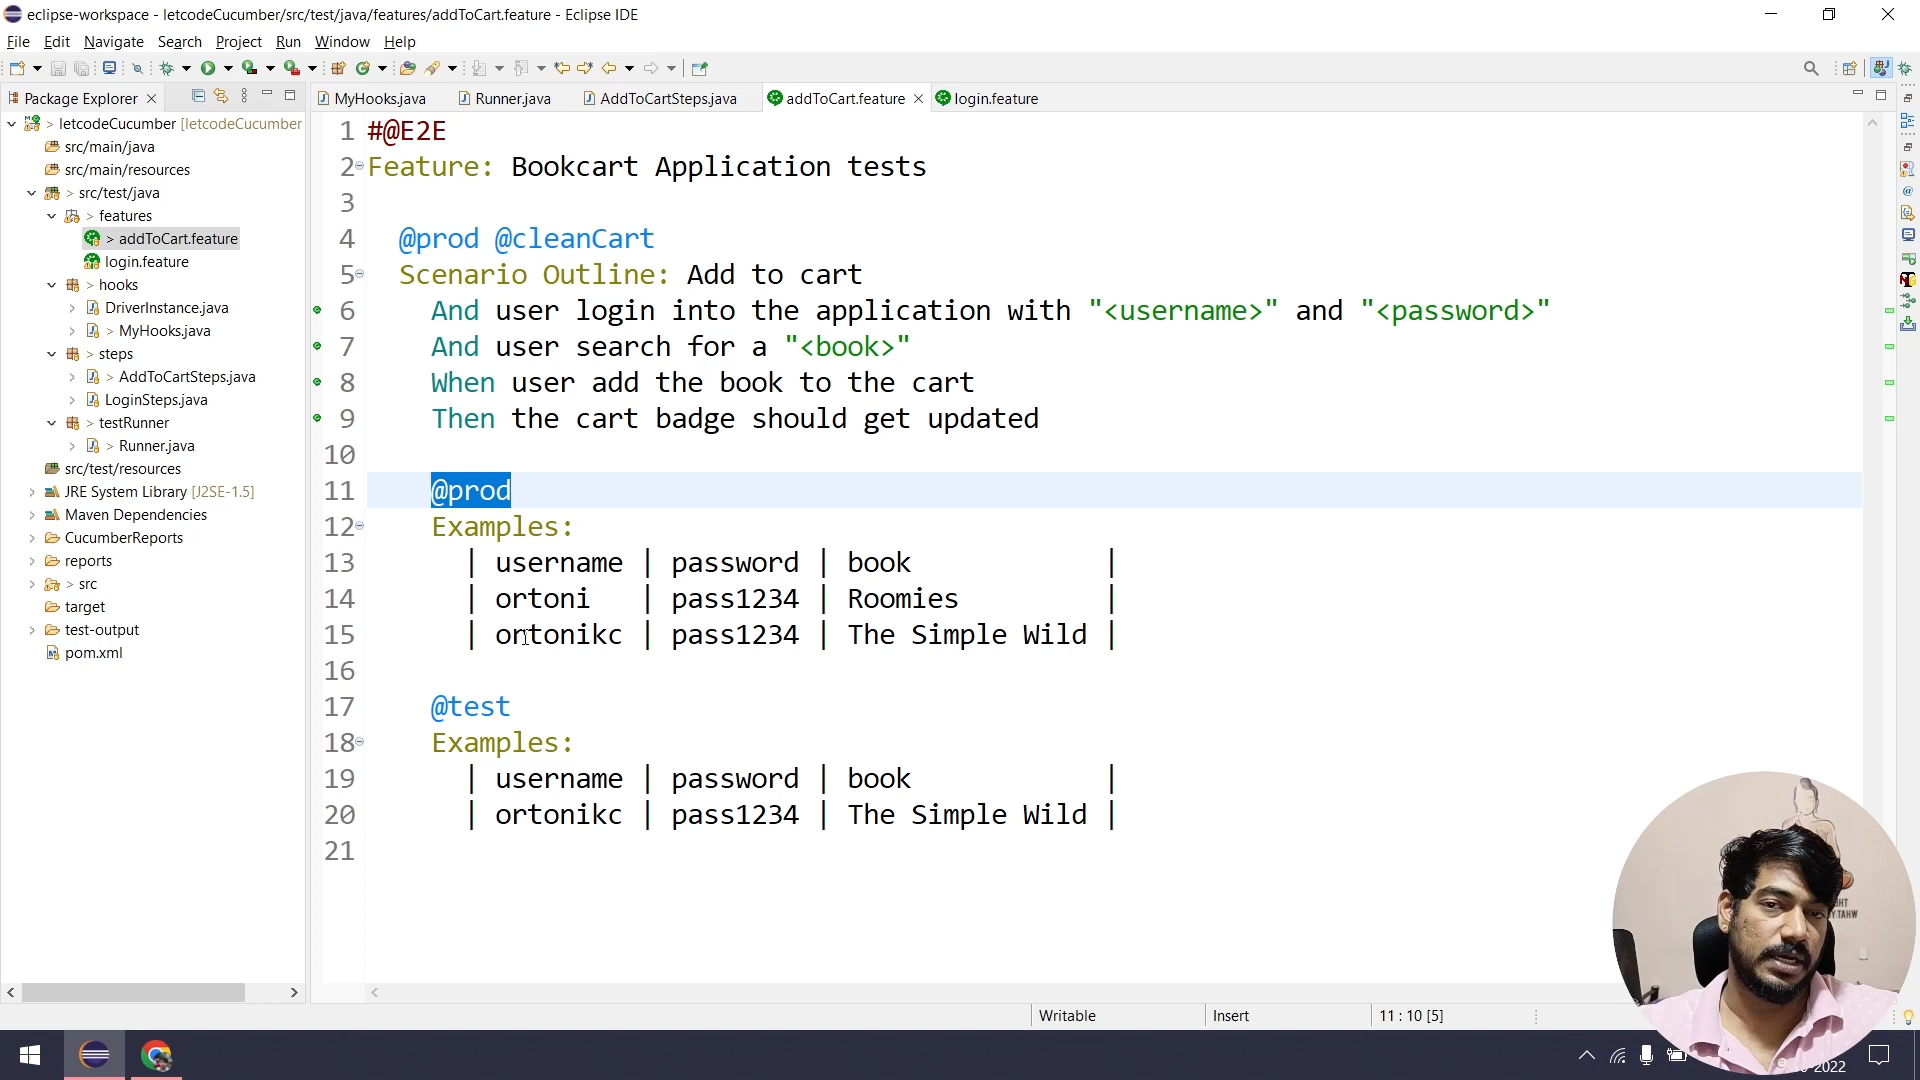 eclipse-workspace - letcodeCucumber/src/test/java/features/addToCart.feature - Eclipse IDE
File Edit Navigate Search Project Run Window Help
Package Explorer
MyHooks.java Runner.java AddToCartSteps.java addToCart.feature login.feature
> letcodeCucumber [letcodeCucumber
src/main/java
src/main/resources
> src/test/java
> features
> addToCart.feature
login.feature
> hooks
DriverInstance.java
> MyHooks.java
> steps
> AddToCartSteps.java
LoginSteps.java
> testRunner
> Runner.java
src/test/resources
JRE System Library [J2SE-1.5]
Maven Dependencies
CucumberReports
reports
> src
target
test-output
pom.xml
1 #@E2E
2 Feature: Bookcart Application tests
3
4 @prod @cleanCart
5 Scenario Outline: Add to cart
6 And user login into the application with "<username>" and "<password>"
7 And user search for a "<book>"
8 When user add the book to the cart
9 Then the cart badge should get updated
10
11 @prod
12 Examples:
13 | username | password | book |
14 | ortoni | pass1234 | Roomies |
15 | ortonikc | pass1234 | The Simple Wild |
16
17 @test
18 Examples:
19 | username | password | book |
20 | ortonikc | pass1234 | The Simple Wild |
21
Writable Insert 11 : 10 [5]